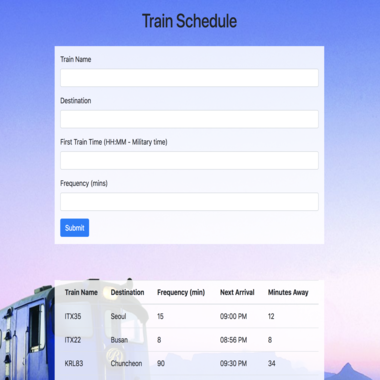 Train Schedule
Train Name
Destination
First Train Time (HH:MM - Military time)
Frequency (mins)
Submit
Train Name Destination Frequency (min) Next Arrival Minutes Away
ITX35 Seoul 15 09:00 PM 12
ITX22 Busan 8 08:56 PM 8
KRL83 Chuncheon 90 09:30 PM 34